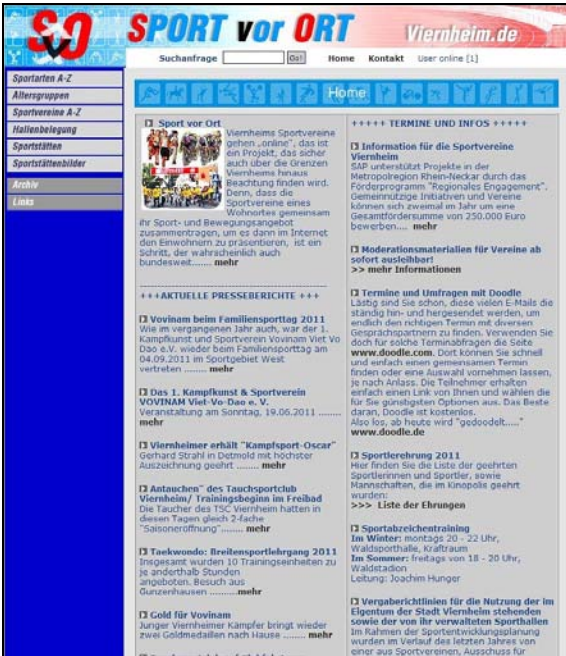 SvO
SPORT vor ORT
Viernheim.de
Suchanfrage Go! Home Kontakt User online [1]
Sportarten A-Z
Altersgruppen
Sportvereine A-Z
Hallenbelegung
Sportstätten
Sportstättenbilder
Archiv
Links
Home
Sport vor Ort
Viernheims Sportvereine
gehen „online", das ist
ein Projekt, das sicher
auch über die Grenzen
Viernheims hinaus
Beachtung finden wird.
Denn, dass die
Sportvereine eines
Wohnortes gemeinsam
ihr Sport- und Bewegungsangebot
zusammentragen, um es dann im Internet
den Einwohnern zu präsentieren, ist ein
Schritt, der wahrscheinlich auch
bundesweit....... mehr
+++AKTUELLE PRESSEBERICHTE +++
Vovinam beim Familiensporttag 2011
Wie im vergangenen Jahr auch, war der 1.
Kampfkunst und Sportverein Vovinam Viet Vo
Dao e.V. wieder beim Familiensporttag am
04.09.2011 im Sportgebiet West
vertreten ........ mehr
Das 1. Kampfkunst & Sportverein
VOVINAM Viet-Vo-Dao e. V.
Veranstaltung am Sonntag, 19.06.2011 ........
mehr
Viernheimer erhält "Kampfsport-Oscar"
Gerhard Strahl in Detmold mit höchster
Auszeichnung geehrt ....... mehr
Antauchen" des Tauchsportclub
Viernheim/ Trainingsbeginn im Freibad
Die Taucher des TSC Viernheim hatten in
diesen Tagen gleich 2-fache
"Saisoneröffnung"....... mehr
Taekwondo: Breitensportlehrgang 2011
Insgesamt wurden 10 Trainingseinheiten zu
je anderthalb Stunden
angeboten. Besuch aus
Gunzenhausen ..........mehr
Gold für Vovinam
Junger Viernheimer Kämpfer bringt wieder
zwei Goldmedaillen nach Hause ........ mehr
+++++ TERMINE UND INFOS +++++
Information für die Sportvereine
Viernheim
SAP unterstützt Projekte in der
Metropolregion Rhein-Neckar durch das
Förderprogramm "Regionales Engagement".
Gemeinnützige Initiativen und Vereine
können sich zweimal im Jahr um eine
Gesamtfördersumme von 250.000 Euro
bewerben.... mehr
Moderationsmaterialien für Vereine ab
sofort ausleihbar!
>> mehr Informationen
Termine und Umfragen mit Doodle
Lästig sind Sie schon, diese vielen E-Mails die
ständig hin- und hergesendet werden, um
endlich den richtigen Termin mit diversen
Gesprächspartnern zu finden. Verwenden Sie
doch für solche Terminabfragen die Seite
www.doodle.com. Dort können Sie schnell
und einfach einen gemeinsamen Termin
finden oder eine Auswahl vornehmen lassen,
je nach Anlass. Die Teilnehmer erhalten
einfach einen Link von Ihnen und wählen die
für Sie günstigsten Optionen aus. Das Beste
daran, Doodle ist kostenlos.
Also los, ab heute wird "gedoodelt....."
www.doodle.de
Sportlerehrung 2011
Hier finden Sie die Liste der geehrten
Sportlerinnen und Sportler, sowie
Mannschaften, die im Kinopolis geehrt
wurden:
>>> Liste der Ehrungen
Sportabzeichentraining
Im Winter: montags 20 - 22 Uhr,
Waldsporthalle, Kraftraum
Im Sommer: freitags von 18 - 20 Uhr,
Waldstadion
Leitung: Joachim Hunger
Vergaberichtlinien für die Nutzung der im
Eigentum der Stadt Viernheim stehenden
sowie der von ihr verwalteten Sporthallen
Im Rahmen der Sportentwicklungsplanung
wurden im Verlauf des letzten Jahres von
einer aus Sportvereinen, Ausschuss für